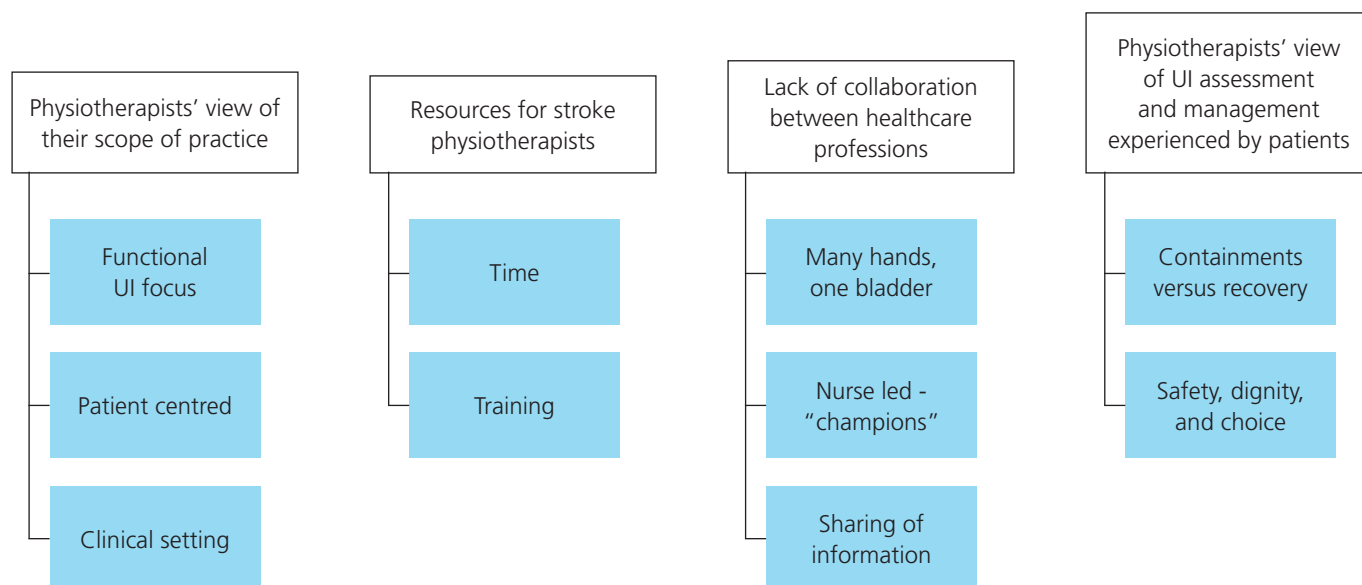 Physiotherapists’ view of
their scope of practice
Functional
UI focus
Patient centred
Clinical setting
Resources for stroke
physiotherapists
Time
Training
Lack of collaboration
between healthcare
professions
Many hands,
one bladder
Nurse led -
“champions”
Sharing of
information
Physiotherapists’ view
of UI assessment
and management
experienced by patients
Containments
versus recovery
Safety, dignity,
and choice